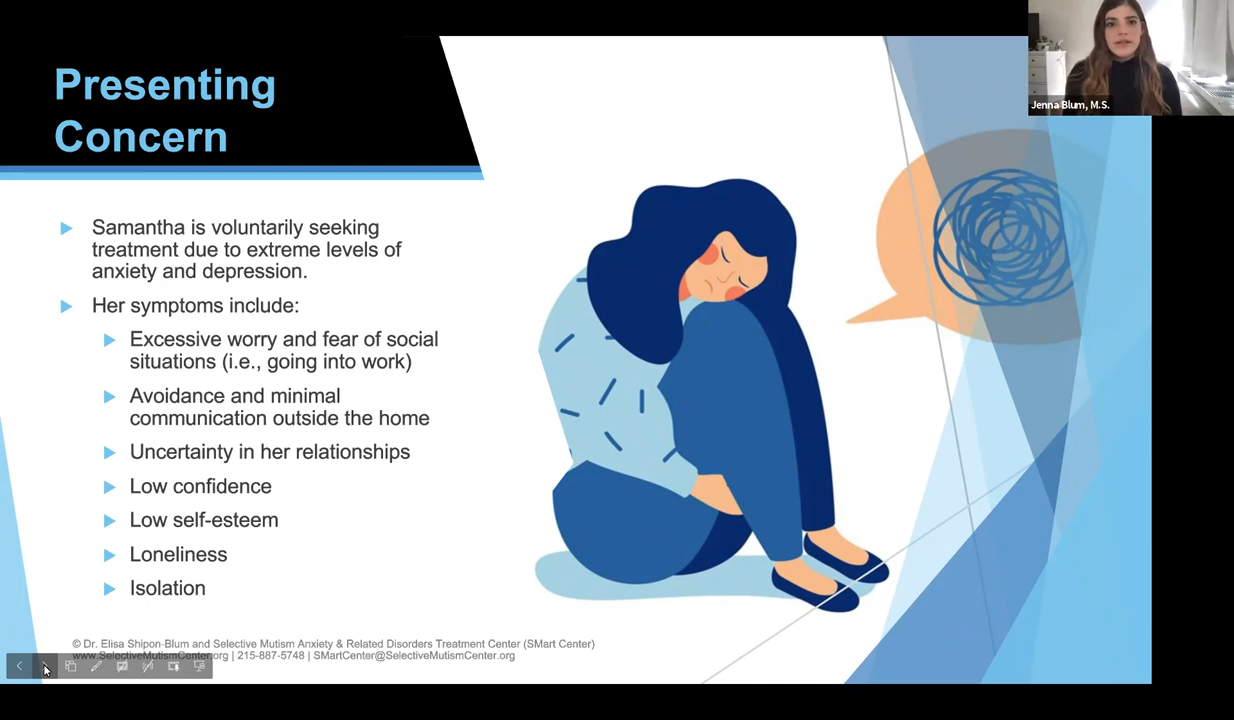 Presenting
Concern
Jenna Blum, M.S.
Samantha is voluntarily seeking
treatment due to extreme levels of
anxiety and depression.
Her symptoms include:
Excessive worry and fear of social
situations (i.e., going into work)
Avoidance and minimal
communication outside the home
Uncertainty in her relationships
Low confidence
Low self-esteem
Loneliness
Isolation
© Dr. Elisa Shipon-Blum and Selective Mutism Anxiety & Related Disorders Treatment Center (SMart Center)
www.SelectiveMutismCenter.org | 215-887-5748 | SMartCenter@SelectiveMutismCenter.org